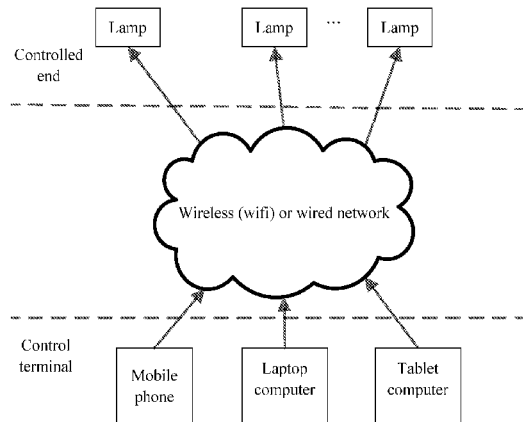 Lamp
Lamp
...
Lamp
Controlled
end
Wireless (wifi) or wired network
Control
terminal
Mobile
phone
Laptop
computer
Tablet
computer